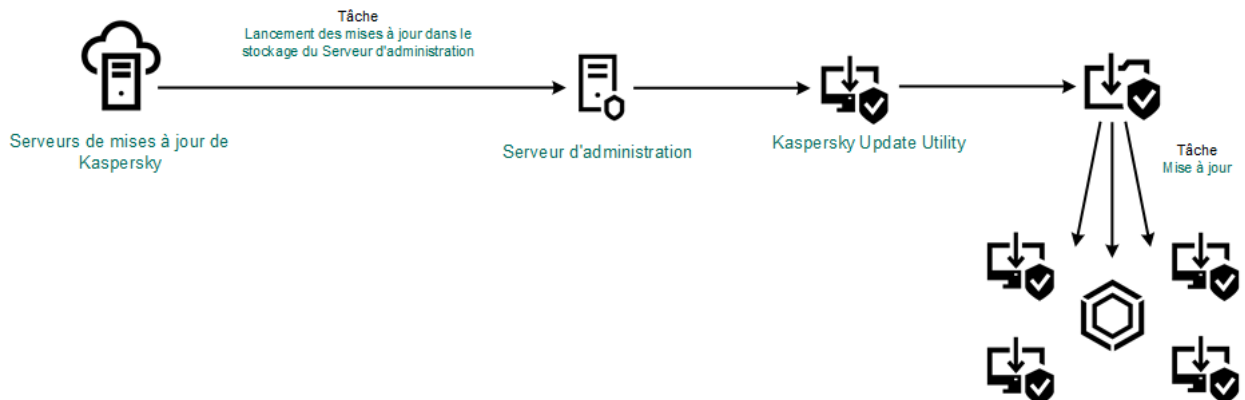 Tâche
Lancement des mises à jour dans le
stockage du Serveur d'administration
Serveurs de mises à jour de
Kaspersky
Serveur d'administration
Kaspersky Update Utility
Tâche
Mise à jour